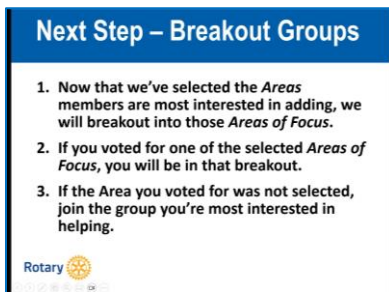 Next Step – Breakout Groups
1. Now that we've selected the Areas
members are most interested in adding, we
will breakout into those Areas of Focus.
2. If you voted for one of the selected Areas of
Focus, you will be in that breakout.
3. If the Area you voted for was not selected,
join the group you're most interested in
helping.
Rotary